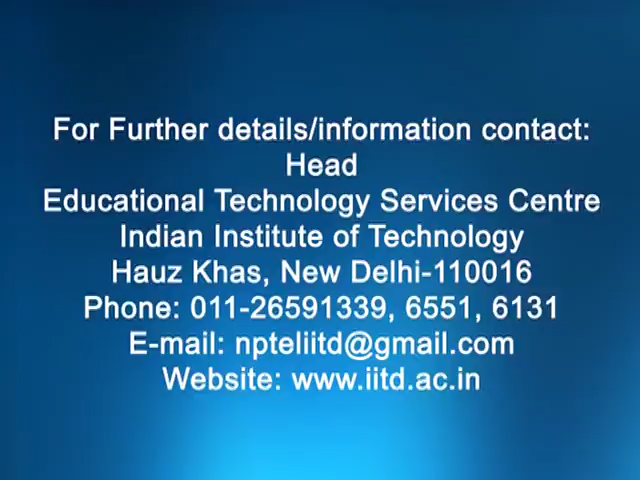 For Further details/information contact:
Head
Educational Technology Services Centre
Indian Institute of Technology
Hauz Khas, New Delhi-110016
Phone: 011-26591339, 6551, 6131
E-mail: npteliitd@gmail.com
Website: www.iitd.ac.in